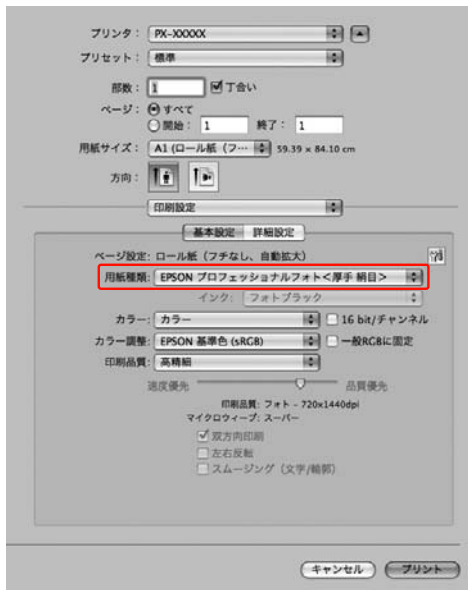 プリンタ： PX-XXXXX
プリセット： 標準
部数： 1 丁合い
ページ： すべて
開始： 1 終了： 1
用紙サイズ： A1 (ロール紙（フ… 59.39 x 84.10 cm
方向：
印刷設定
基本設定 詳細設定
ページ設定: ロール紙（フチなし、自動拡大）
用紙種類: EPSON プロフェッショナルフォト<厚手 絹目>
インク: フォトブラック
カラー: カラー 16 bit/チャンネル
カラー調整: EPSON 基準色 (sRGB) 一般RGBに固定
印刷品質: 高精細
速度優先 品質優先
印刷品質: フォト - 720x1440dpi
マイクロウィーブ: スーパー
双方向印刷
左右反転
スムージング（文字/輪郭）
キャンセル プリント